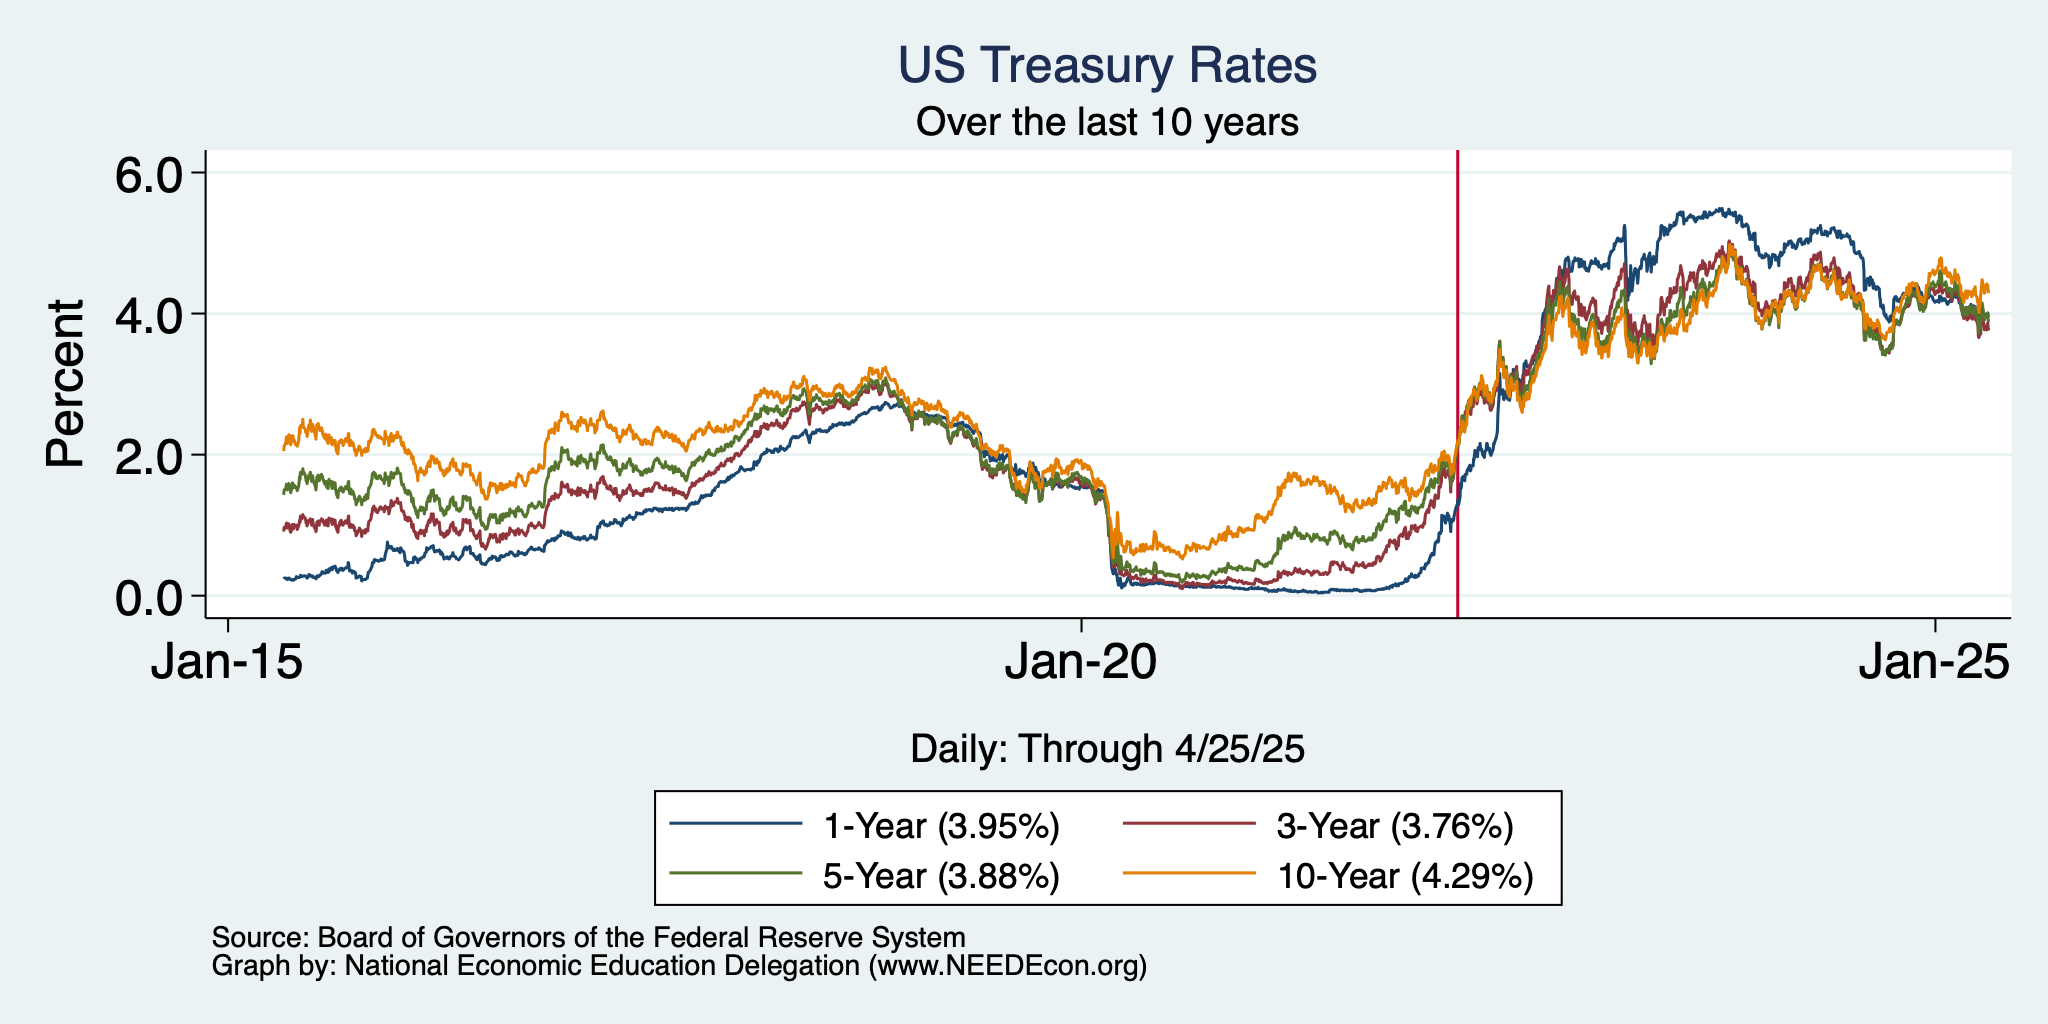 US Treasury Rates
Over the last 10 years
Percent
6.0
4.0
2.0
0.0
Jan-15 Jan-20 Jan-25
Daily: Through 4/25/25
1-Year (3.95%) 3-Year (3.76%)
5-Year (3.88%) 10-Year (4.29%)
Source: Board of Governors of the Federal Reserve System
Graph by: National Economic Education Delegation (www.NEEDEcon.org)